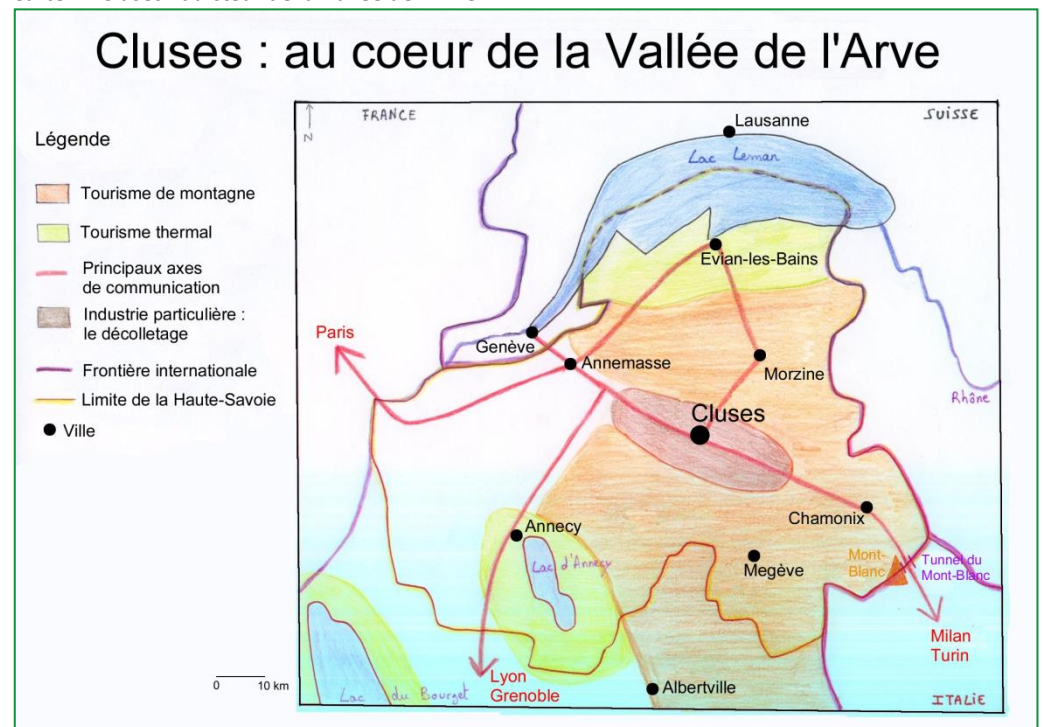 Cluses : au coeur de la Vallée de l'Arve
Légende
Tourisme de montagne
Tourisme thermal
Principaux axes
de communication
Industrie particulière :
le décolletage
Frontière internationale
Limite de la Haute-Savoie
Ville
N
FRANCE
SUISSE
Lausanne
Lac Leman
Evian-les-Bains
Paris
Genève
Annemasse
Morzine
Rhône
Cluses
Chamonix
Annecy
Lac d'Annecy
Megève
Mont-
Blanc
Tunnel du
Mont-Blanc
Milan
Turin
Lyon
Grenoble
Albertville
Lac du Bourget
0 10 km
ITALIE